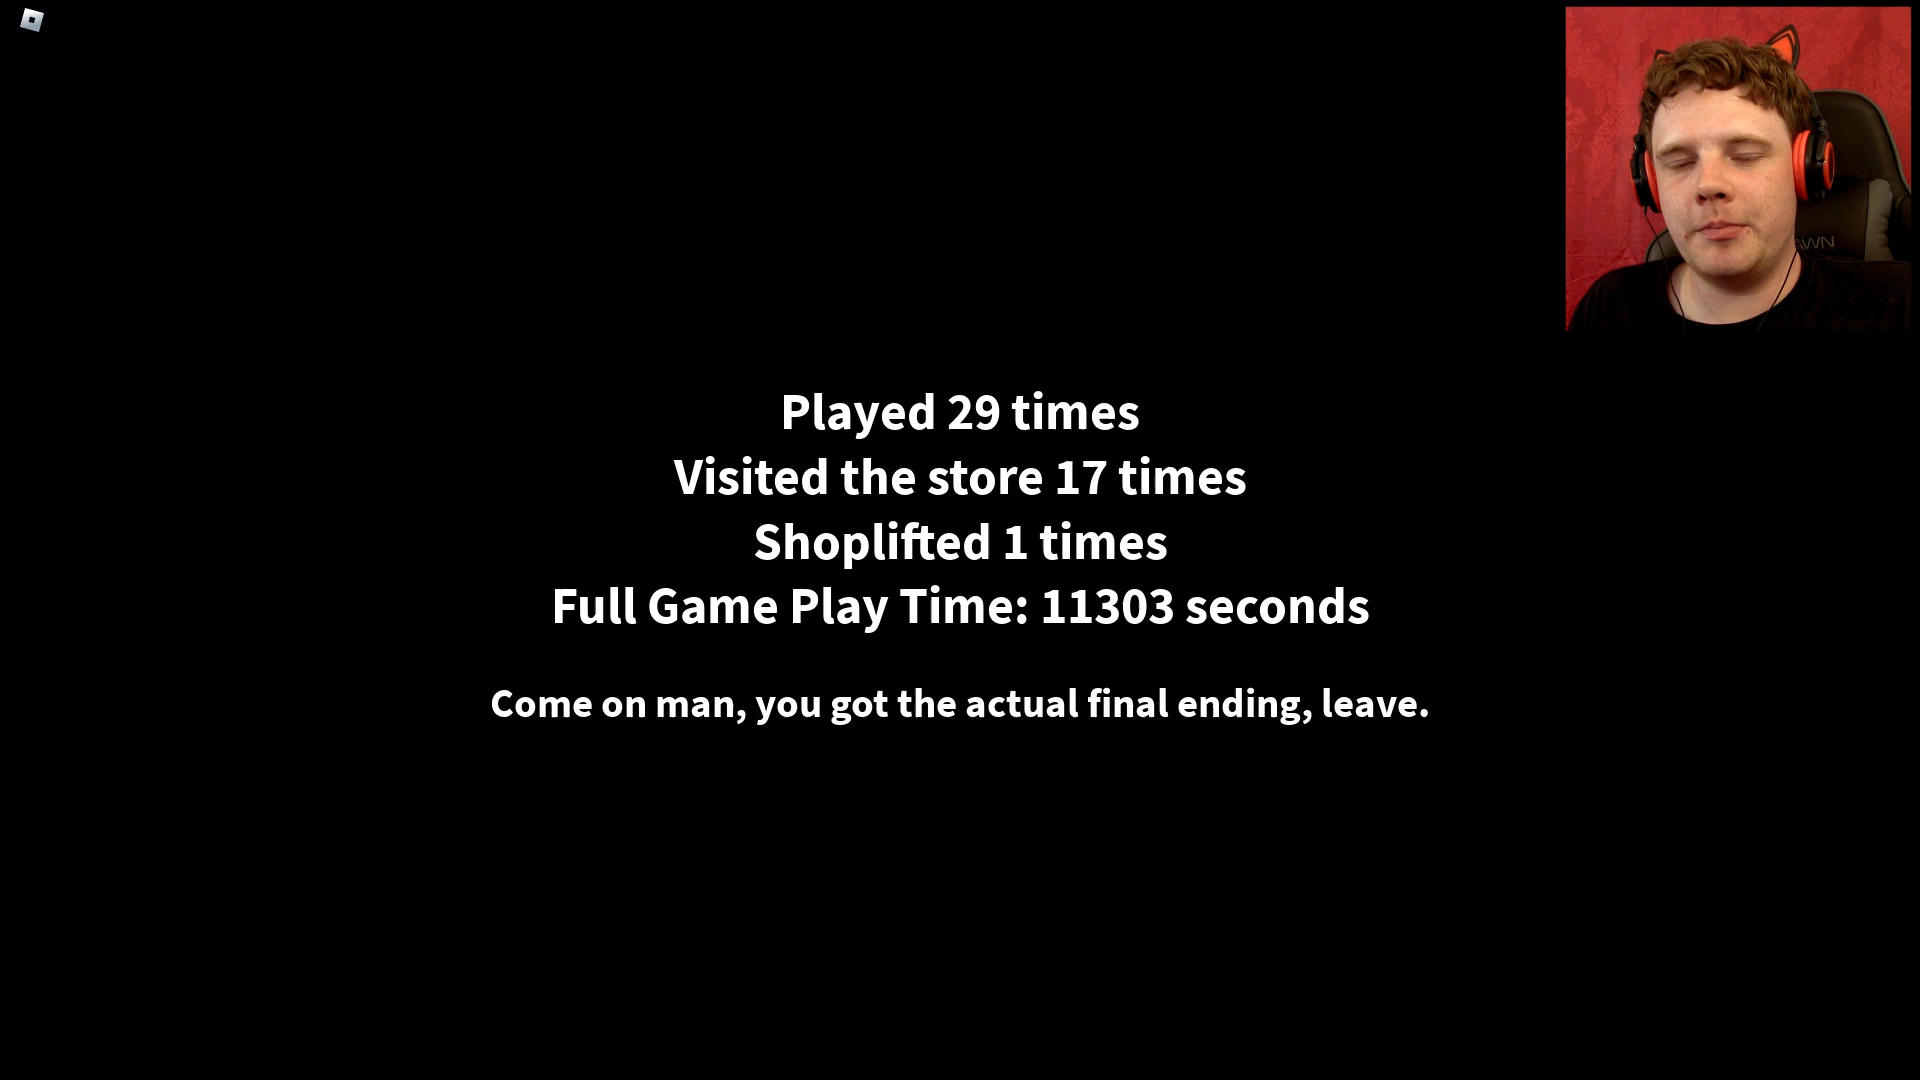 Played 29 times
Visited the store 17 times
Shoplifted 1 times
Full Game Play Time: 11303 seconds
Come on man, you got the actual final ending, leave.
AWN